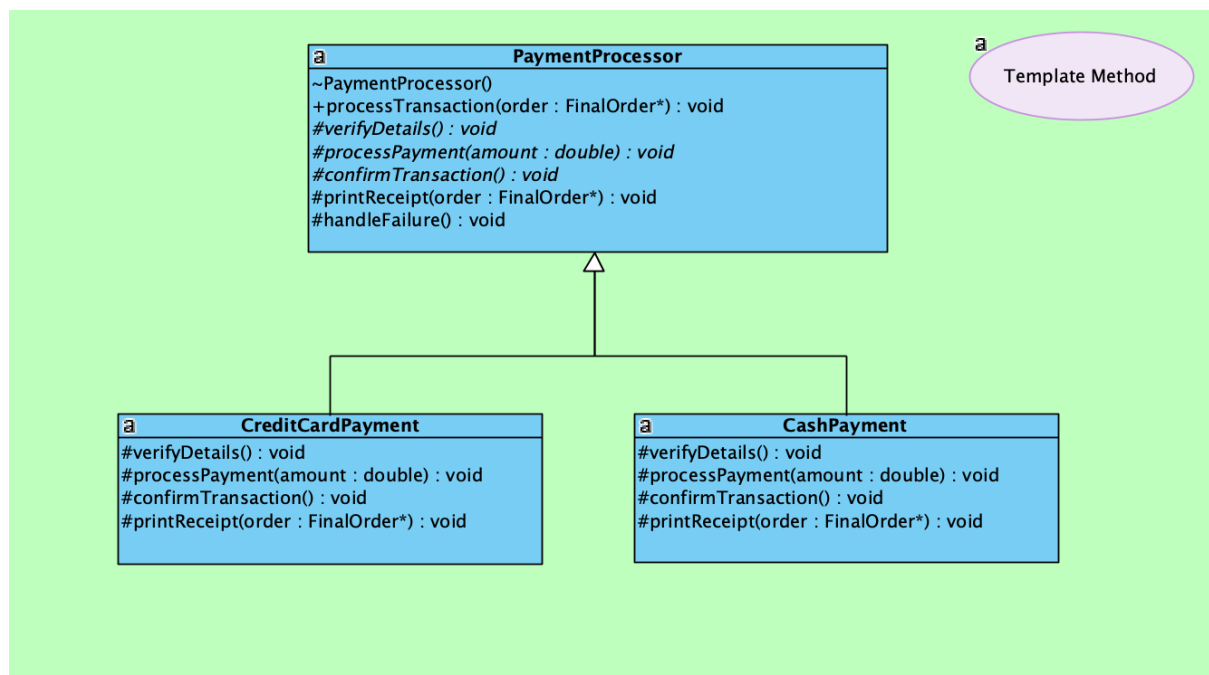 a
PaymentProcessor
~PaymentProcessor()
+processTransaction(order : FinalOrder*) : void
#verifyDetails() : void
#processPayment(amount : double) : void
#confirmTransaction() : void
#printReceipt(order : FinalOrder*) : void
#handleFailure() : void
a
Template Method
a
CreditCardPayment
#verifyDetails() : void
#processPayment(amount : double) : void
#confirmTransaction() : void
#printReceipt(order : FinalOrder*) : void
a
CashPayment
#verifyDetails() : void
#processPayment(amount : double) : void
#confirmTransaction() : void
#printReceipt(order : FinalOrder*) : void